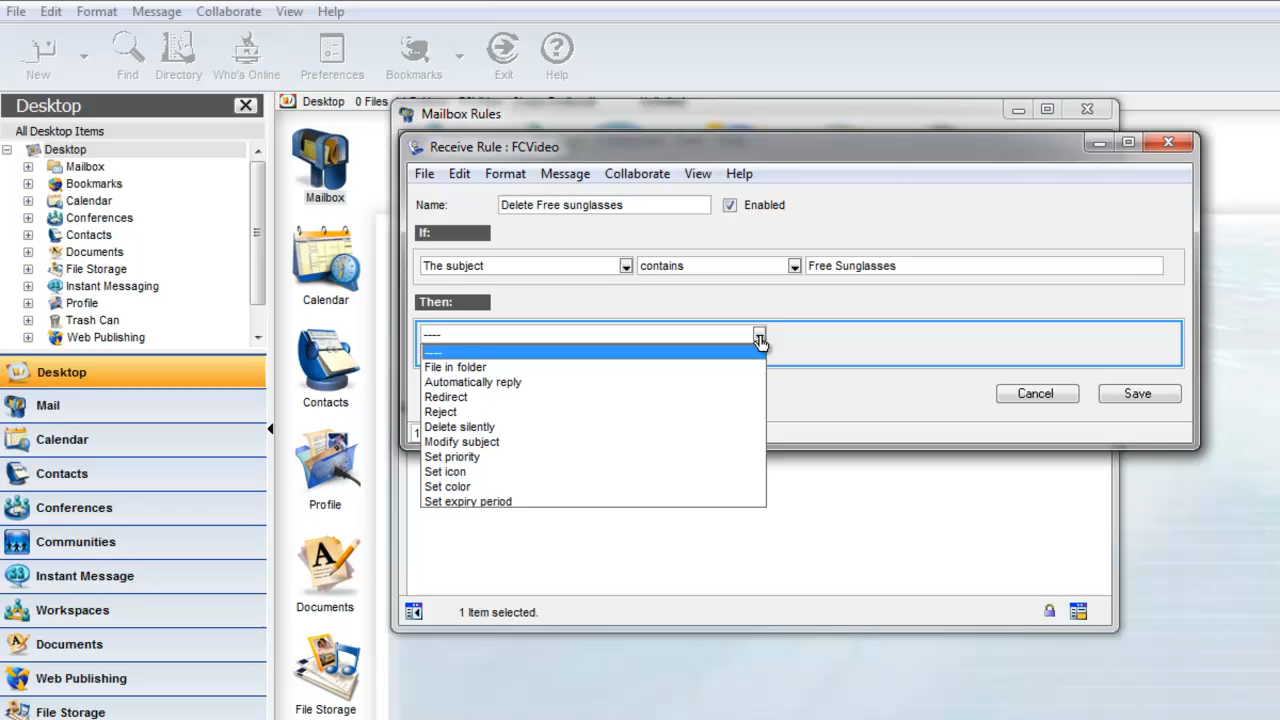 File Edit Format Message Collaborate View Help
New Find Directory Who's Online Preferences Bookmarks Exit Help
Desktop
All Desktop Items
Desktop
Mailbox
Bookmarks
Calendar
Conferences
Contacts
Documents
File Storage
Instant Messaging
Profile
Trash Can
Web Publishing
Desktop
Mail
Calendar
Contacts
Conferences
Communities
Instant Message
Workspaces
Documents
Web Publishing
File Storage
Desktop 0 Files
Mailbox
Calendar
Contacts
Profile
Documents
File Storage
Mailbox Rules
Receive Rule : FCVideo
File Edit Format Message Collaborate View Help
Name: Delete Free sunglasses Enabled
If:
The subject contains Free Sunglasses
Then:
----
----
File in folder
Automatically reply
Redirect
Reject
Delete silently
Modify subject
Set priority
Set icon
Set color
Set expiry period
Cancel Save
1 Item selected.